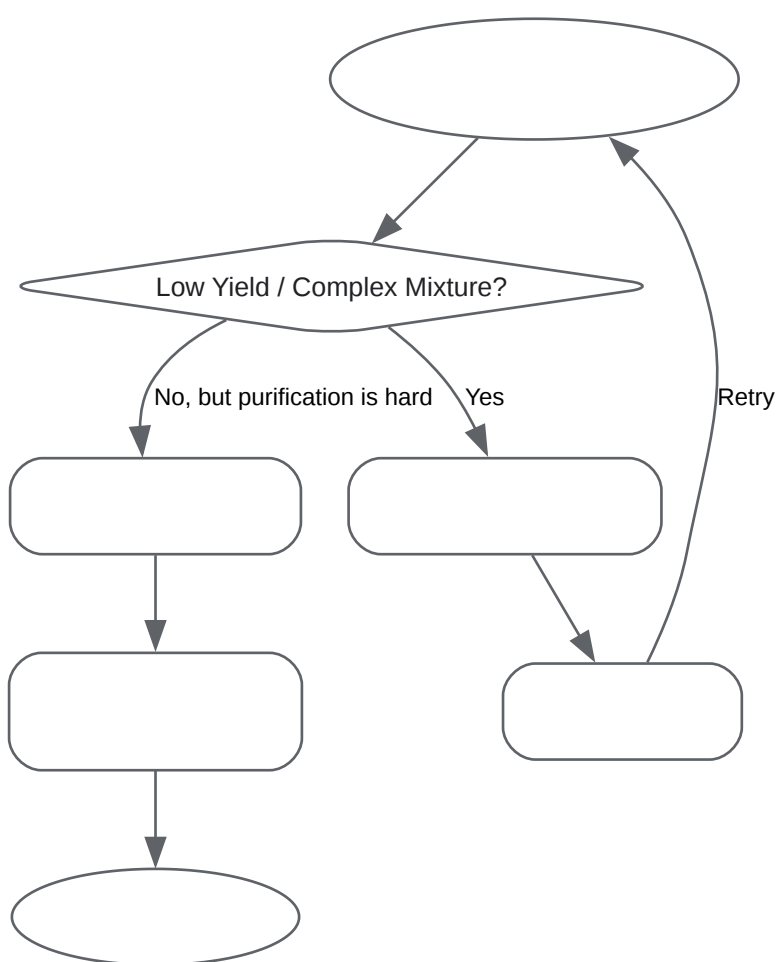 Low Yield / Complex Mixture?
No, but purification is hard
Yes
Retry